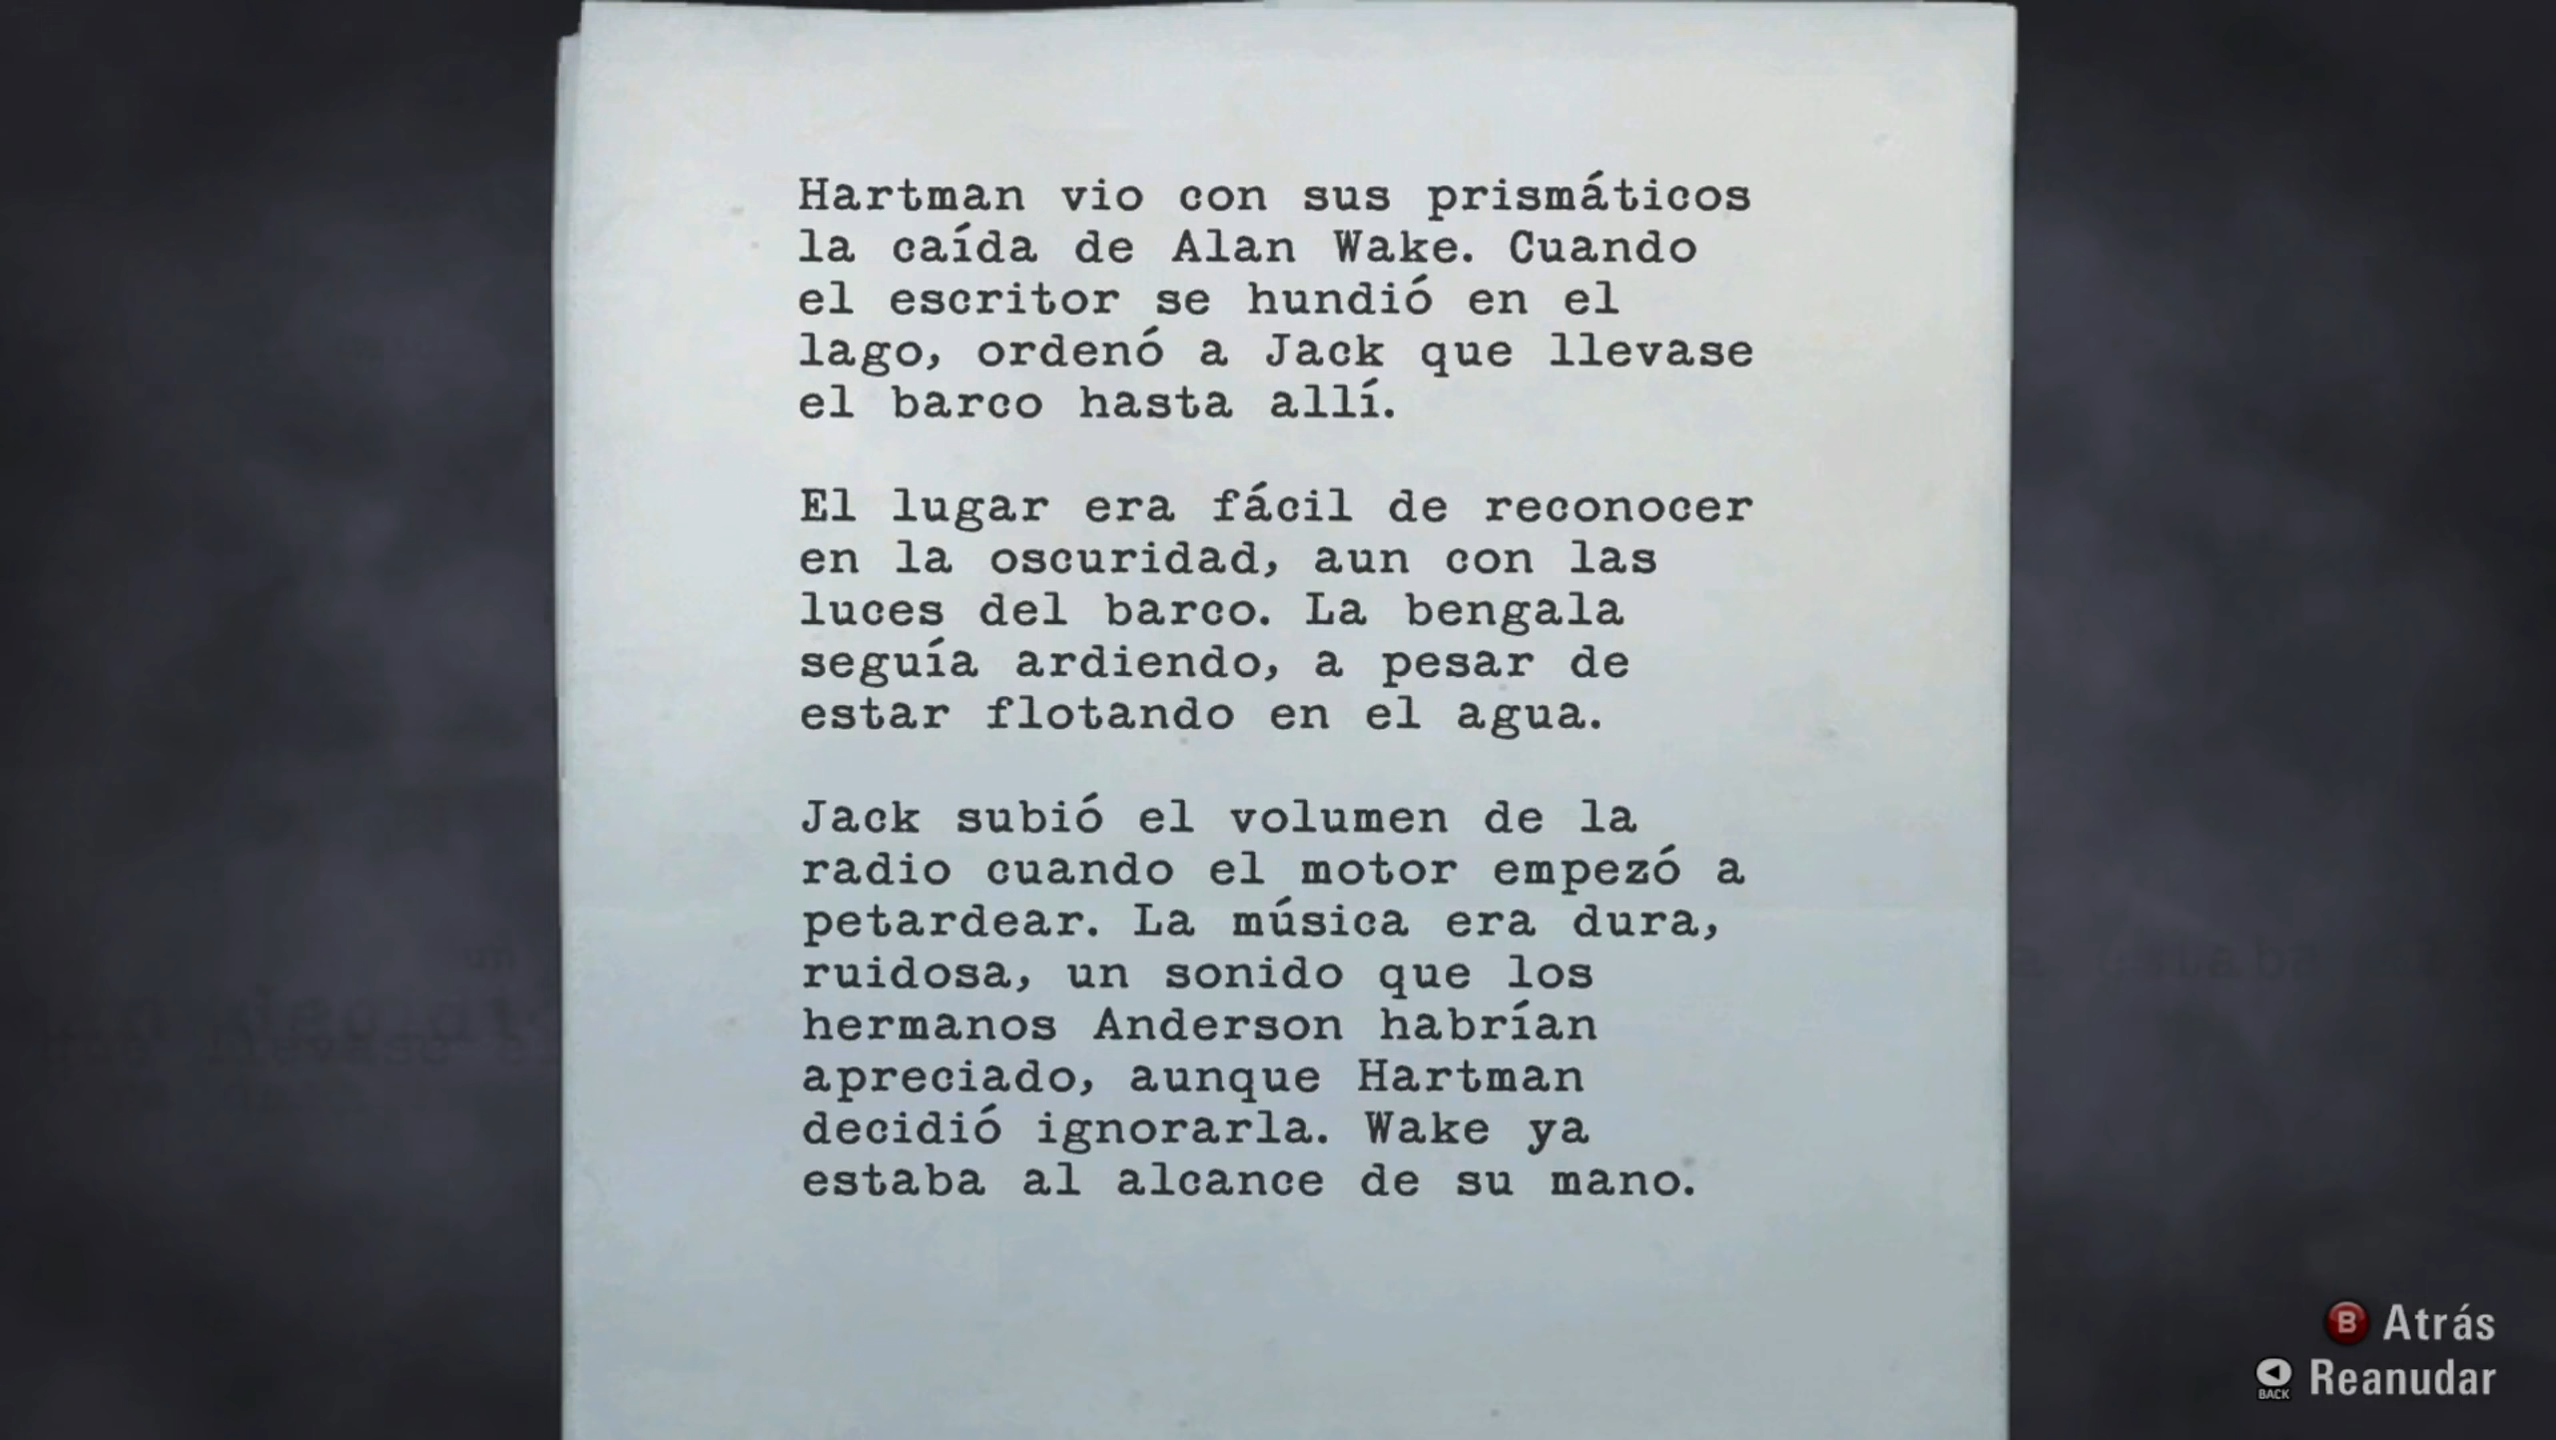 Hartman vio con sus prismáticos
la caída de Alan Wake. Cuando
el escritor se hundió en el
lago, ordenó a Jack que llevase
el barco hasta allí.
El lugar era fácil de reconocer
en la oscuridad, aun con las
luces del barco. La bengala
seguía ardiendo, a pesar de
estar flotando en el agua.
Jack subió el volumen de la
radio cuando el motor empezó a
petardear. La música era dura,
ruidosa, un sonido que los
hermanos Anderson habrían
apreciado, aunque Hartman
decidió ignorarla. Wake ya
estaba al alcance de su mano.
B Atrás
BACK Reanudar